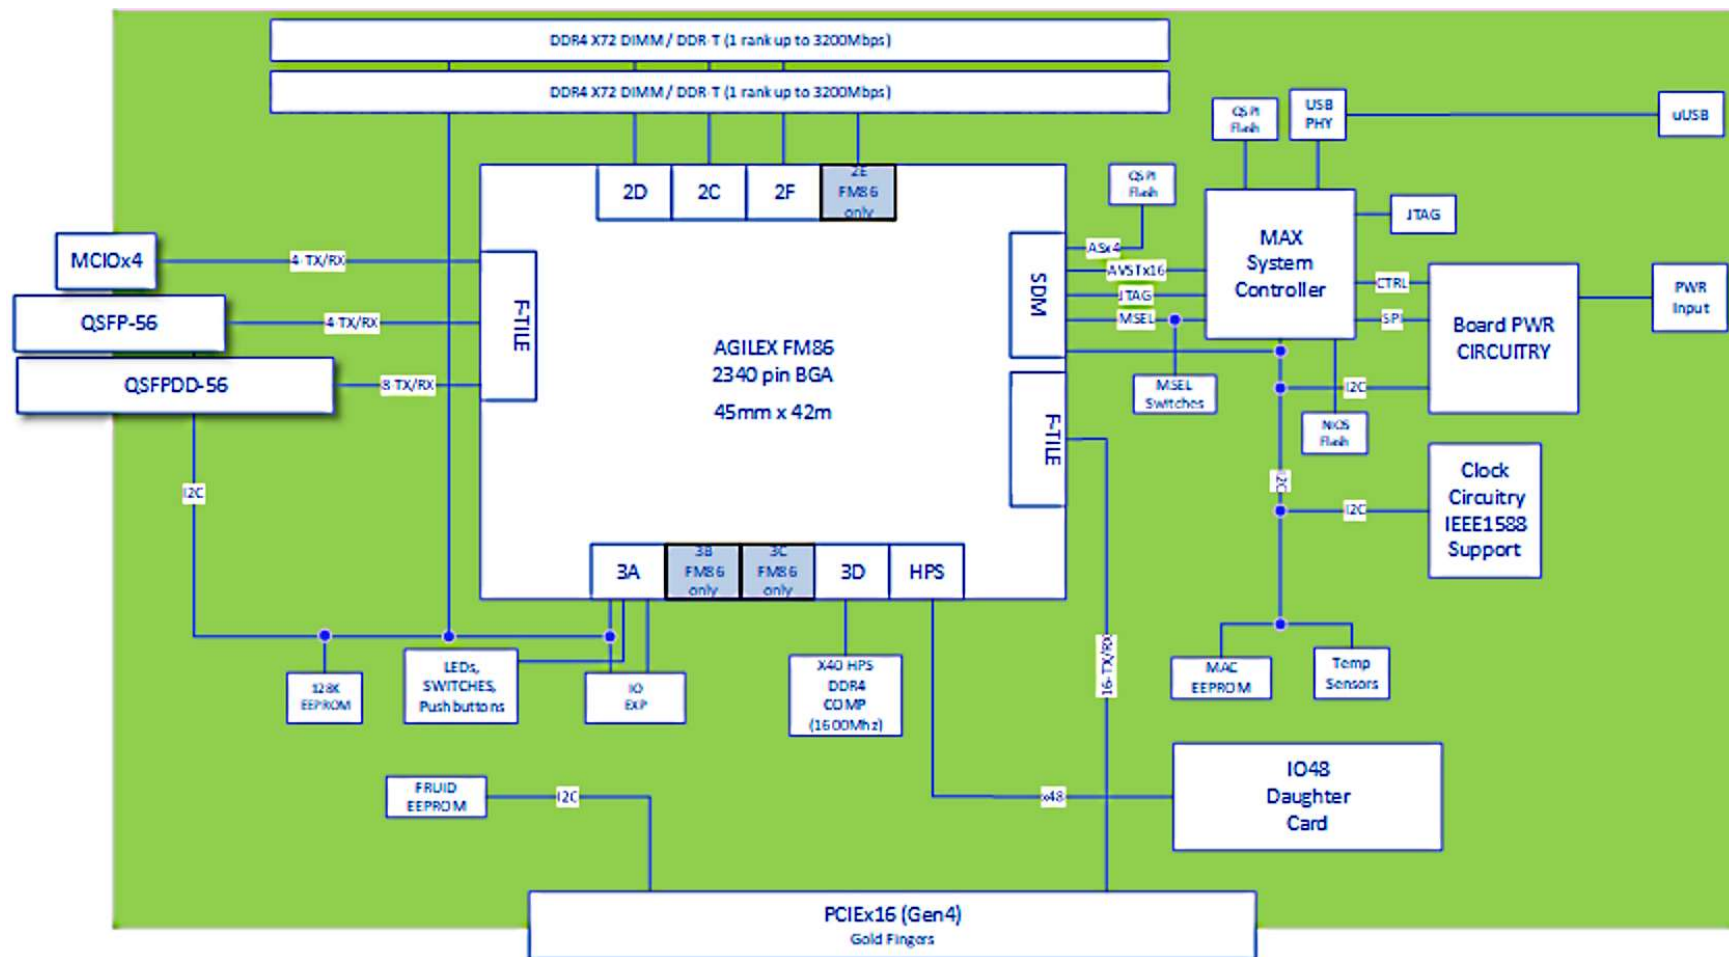 DDR4 X72 DIMM / DDR-T (1 rank up to 3200Mbps)
DDR4 X72 DIMM / DDR-T (1 rank up to 3200Mbps)
QSPI
Flash
USB
PHY
uUSB
2D
2C
2F
2E
FM86
only
QSPI
Flash
MAX
System
Controller
JTAG
MCIOx4
4-TX/RX
QSFP-56
4-TX/RX
QSFPDD-56
8-TX/RX
F-TILE
AGILEX FM86
2340 pin BGA
45mm x 42m
SDM
ASx4
AVSTx16
JTAG
MSEL
CTRL
SPI
Board PWR
CIRCUITRY
PWR
Input
MSEL
Switches
I2C
NIOS
Flash
F-TILE
I2C
I2C
I2C
Clock
Circuitry
IEEE1588
Support
3A
3B
FM86
only
3C
FM86
only
3D
HPS
128K
EEPROM
LEDs,
SWITCHES,
Pushbuttons
IO
EXP
X40 HPS
DDR4
COMP
(1600Mhz)
16-TX/RX
MAC
EEPROM
Temp
Sensors
FRUID
EEPROM
I2C
x48
IO48
Daughter
Card
PCIEx16 (Gen4)
Gold Fingers